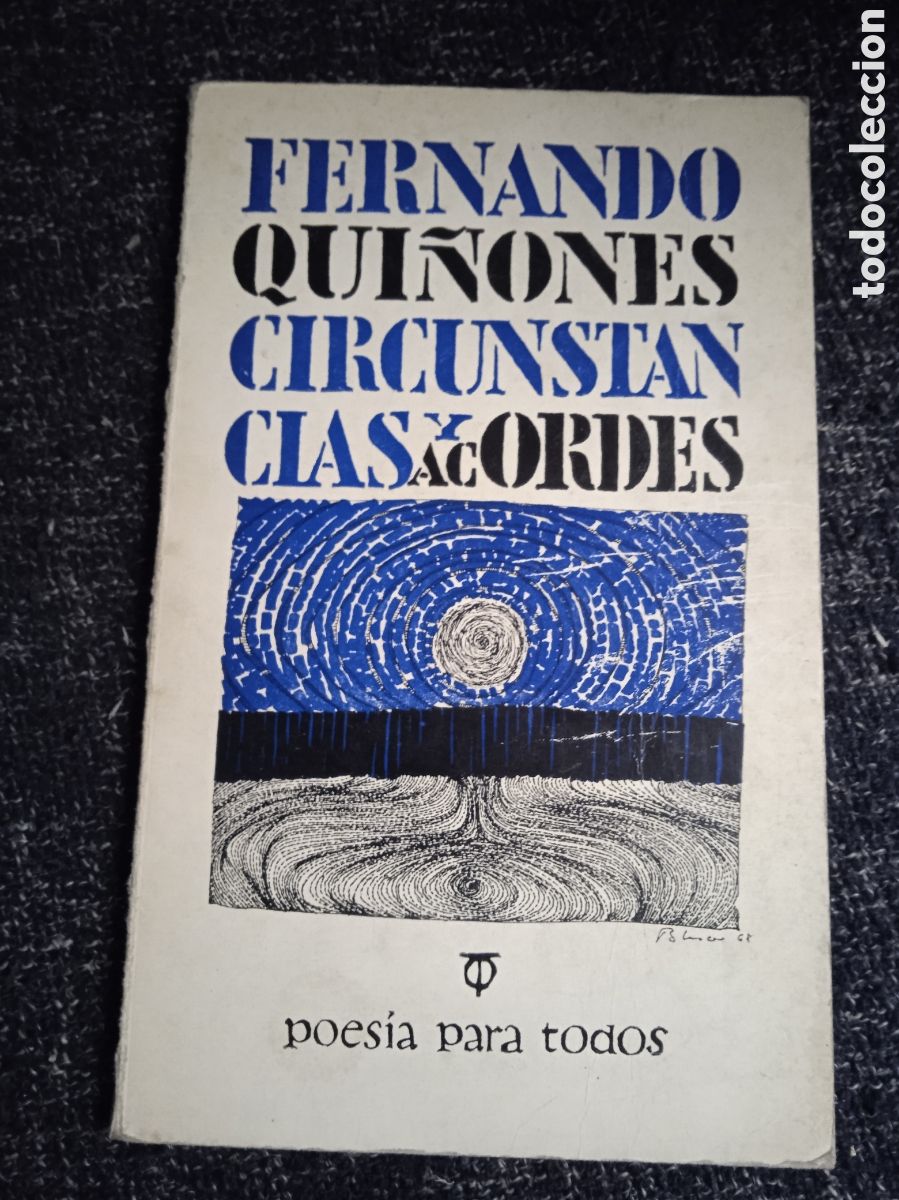 FERNANDO
QUIÑONES
CIRCUNSTAN
CIAS Y ACORDES
poesía para todos
todocoleccion